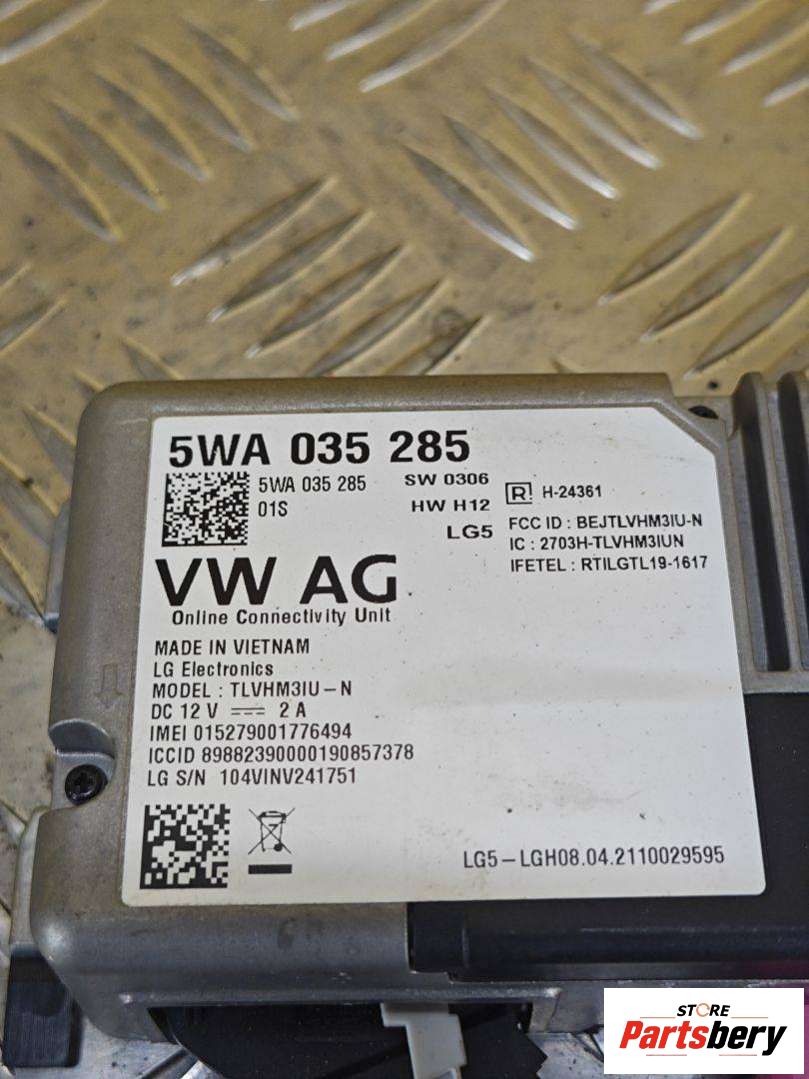 5WA 035 285
5WA 035 285
01S
SW 0306
HW H12
LG5
R H-24361
FCC ID : BEJTLVHM3IU-N
IC : 2703H-TLVHM3IUN
IFETEL : RTILGTL19-1617
VW AG
Online Connectivity Unit
MADE IN VIETNAM
LG Electronics
MODEL : TLVHM3IU-N
DC 12 V 2 A
IMEI 015279001776494
ICCID 89882390000190857378
LG S/N 104VINV241751
LG5-LGH08.04.2110029595
STORE
Partsbery